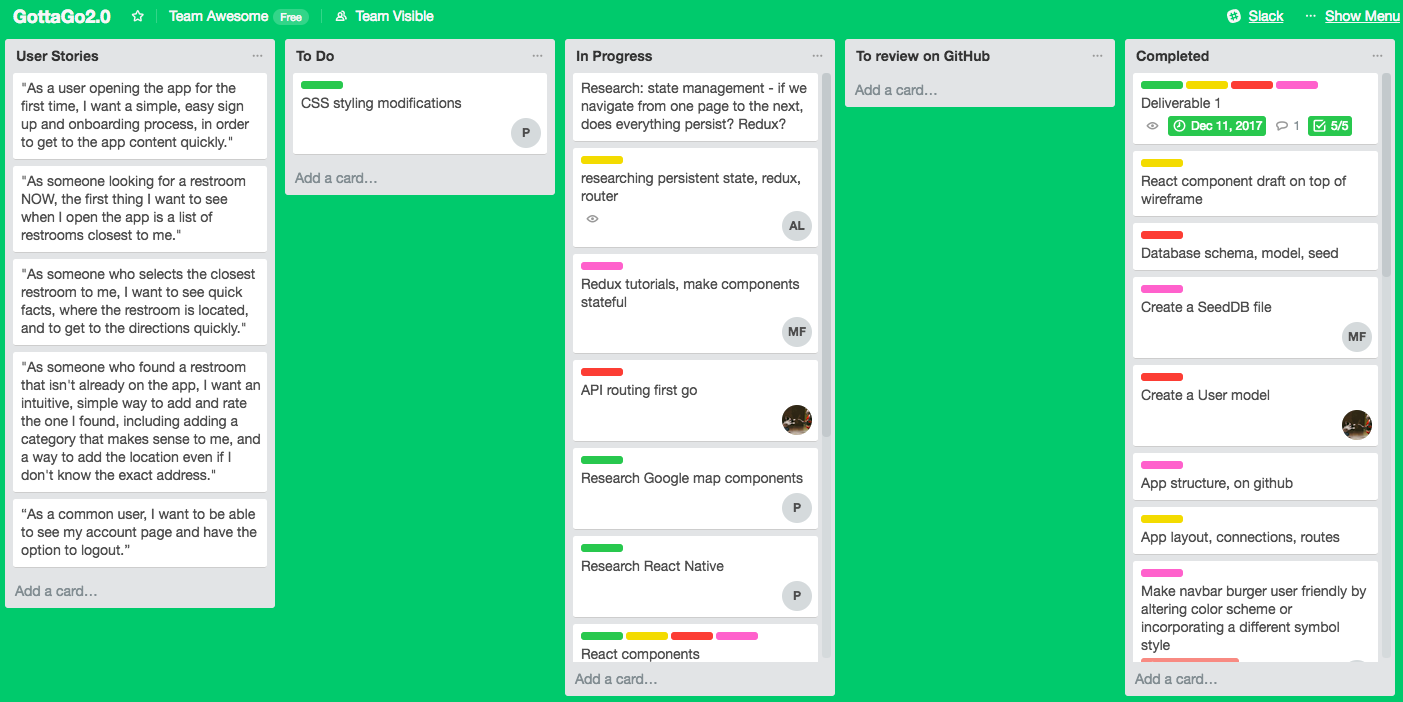 GottaGo2.0 Team Awesome Free Team Visible Slack ... Show Menu
User Stories ...
"As a user opening the app for the
first time, I want a simple, easy sign
up and onboarding process, in order
to get to the app content quickly."
"As someone looking for a restroom
NOW, the first thing I want to see
when I open the app is a list of
restrooms closest to me."
"As someone who selects the closest
restroom to me, I want to see quick
facts, where the restroom is located,
and to get to the directions quickly."
"As someone who found a restroom
that isn't already on the app, I want an
intuitive, simple way to add and rate
the one I found, including adding a
category that makes sense to me, and
a way to add the location even if I
don't know the exact address."
“As a common user, I want to be able
to see my account page and have the
option to logout.”
Add a card...
To Do ...
CSS styling modifications
P
Add a card...
In Progress ...
Research: state management - if we
navigate from one page to the next,
does everything persist? Redux?
researching persistent state, redux,
router
AL
Redux tutorials, make components
stateful
MF
API routing first go
Research Google map components
P
Research React Native
P
React components
Add a card...
To review on GitHub ...
Add a card...
Completed ...
Deliverable 1
Dec 11, 2017 1 5/5
React component draft on top of
wireframe
Database schema, model, seed
Create a SeedDB file
MF
Create a User model
App structure, on github
App layout, connections, routes
Make navbar burger user friendly by
altering color scheme or
incorporating a different symbol
style
Add a card...